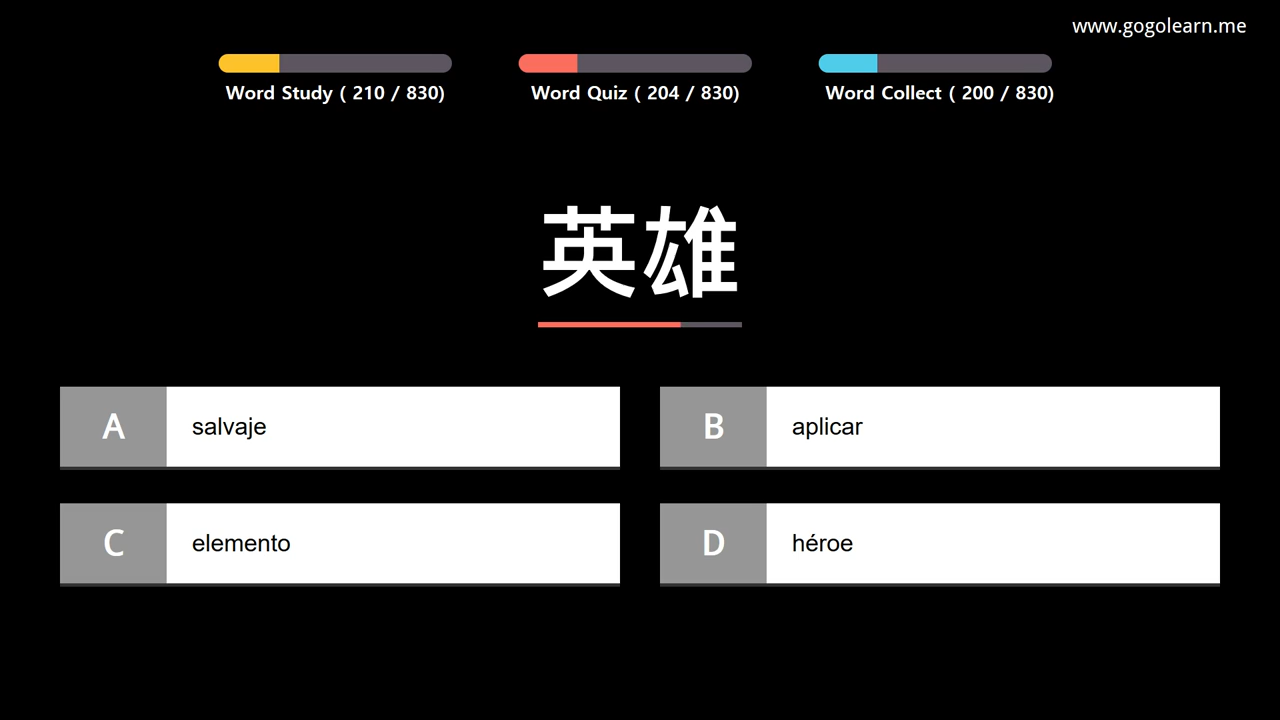 www.gogolearn.me
Word Study ( 210 / 830)
Word Quiz ( 204 / 830)
Word Collect ( 200 / 830)
英雄
A salvaje
B aplicar
C elemento
D héroe